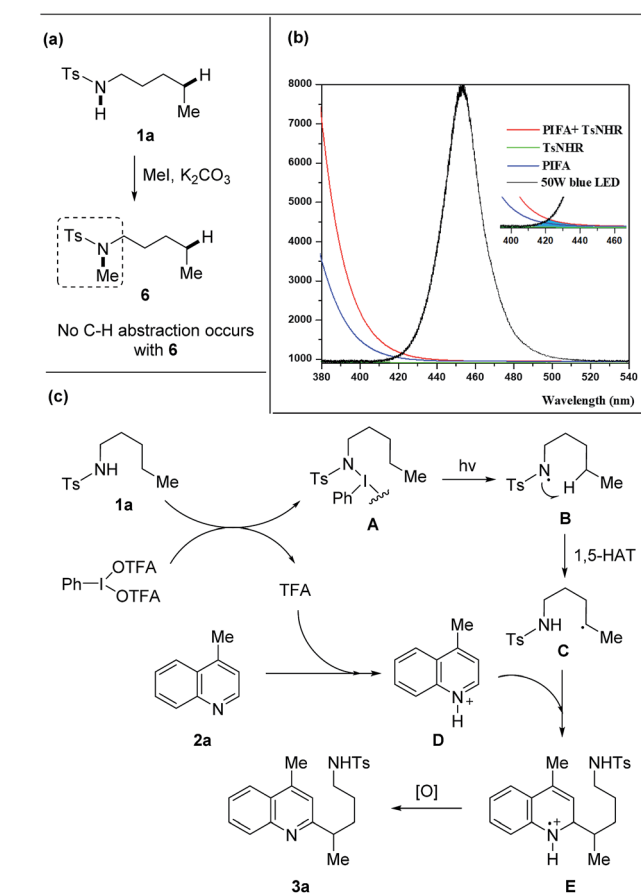 (a)
Ts
N
H
H
Me
1a
MeI, K2CO3
Ts
N
Me
H
Me
6
No C-H abstraction occurs
with 6
(b)
8000
7000
6000
5000
4000
3000
2000
1000
380 400 420 440 460 480 500 520 540
Wavelength (nm)
PIFA+ TsNHR
TsNHR
PIFA
50W blue LED
400 420 440 460
(c)
Ts
NH
Me
1a
Ph I
OTFA
OTFA
Ts
N
I
Ph
Me
A
hν
Ts
N
H
Me
B
1,5-HAT
TFA
Ts
NH
Me
C
Me
N
2a
Me
N
+
H
D
Me
NHTs
N
Me
3a
[O]
Me
NHTs
N
+
H
Me
E